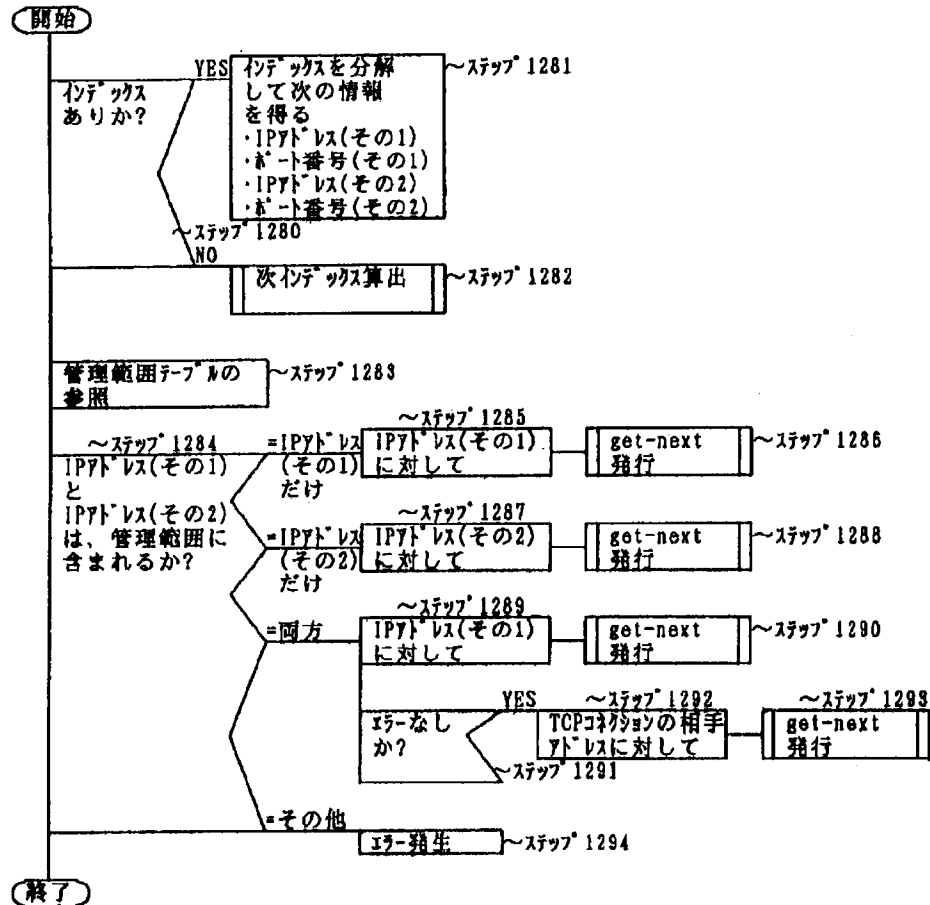 開始
YES
インデックスを分解
して次の情報
を得る
・IPアドレス(その1)
・ポート番号(その1)
・IPアドレス(その2)
・ポート番号(その2)
～ステップ1281
インデックス
ありか?
～ステップ1280
NO
次インデックス算出
～ステップ1282
管理範囲テーブルの
参照
～ステップ1283
～ステップ1284
IPアドレス(その1)
と
IPアドレス(その2)
は、管理範囲に
含まれるか?
=IPアドレス
(その1)
だけ
～ステップ1285
IPアドレス(その1)
に対して
get-next
発行
～ステップ1286
=IPアドレス
(その2)
だけ
～ステップ1287
IPアドレス(その2)
に対して
get-next
発行
～ステップ1288
=両方
～ステップ1289
IPアドレス(その1)
に対して
get-next
発行
～ステップ1290
エラーなし
か?
YES
～ステップ1291
～ステップ1292
TCPコネクションの相手
アドレスに対して
～ステップ1293
get-next
発行
=その他
エラー発生
～ステップ1294
終了